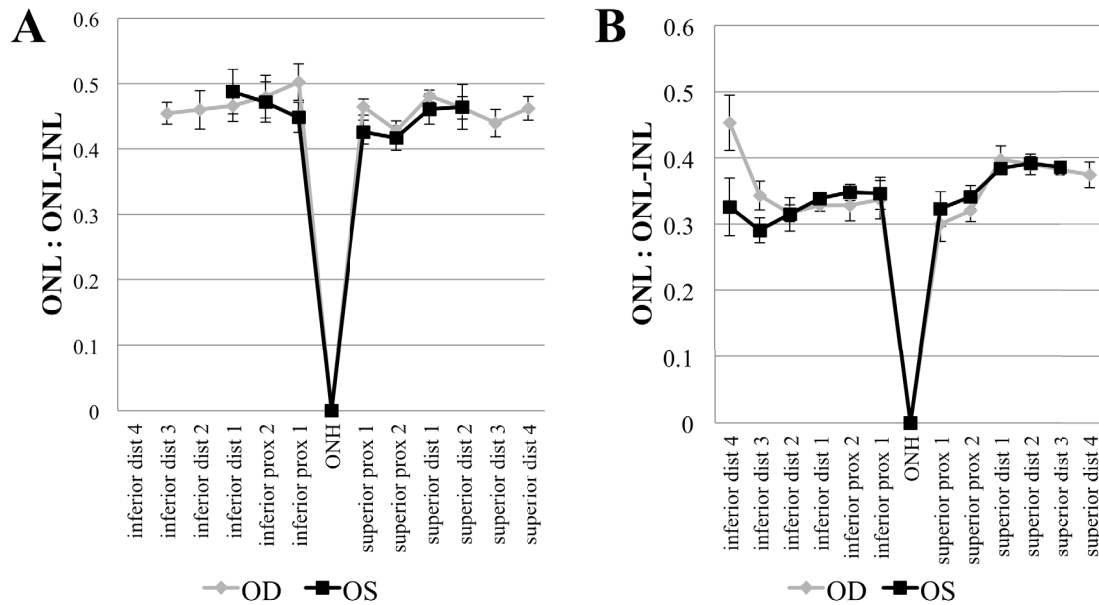 A
ONL : ONL-INL
0.6
0.5
0.4
0.3
0.2
0.1
0
inferior dist 4
inferior dist 3
inferior dist 2
inferior dist 1
inferior prox 2
inferior prox 1
ONH
superior prox 1
superior prox 2
superior dist 1
superior dist 2
superior dist 3
superior dist 4
OD OS
B
ONL : ONL-INL
0.6
0.5
0.4
0.3
0.2
0.1
0
inferior dist 4
inferior dist 3
inferior dist 2
inferior dist 1
inferior prox 2
inferior prox 1
ONH
superior prox 1
superior prox 2
superior dist 1
superior dist 2
superior dist 3
superior dist 4
OD OS